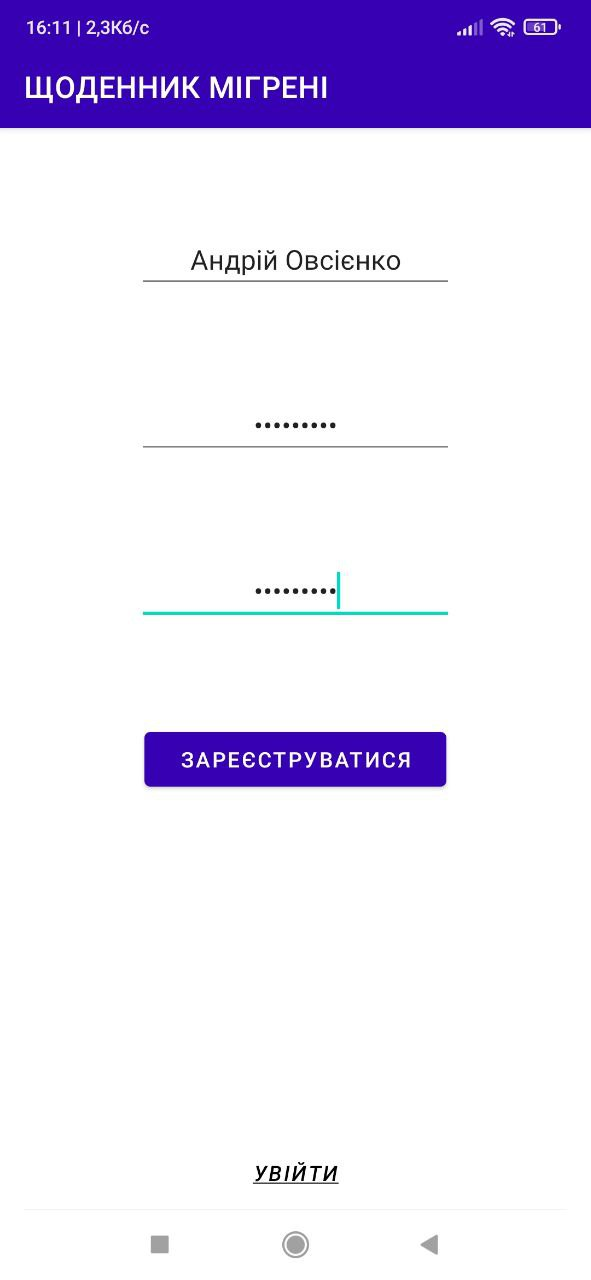 16:11 | 2,3Кб/с
61
ЩОДЕННИК МІГРЕНІ
Андрій Овсієнко
•••••••••
•••••••••
ЗАРЕЄСТРУВАТИСЯ
УВІЙТИ